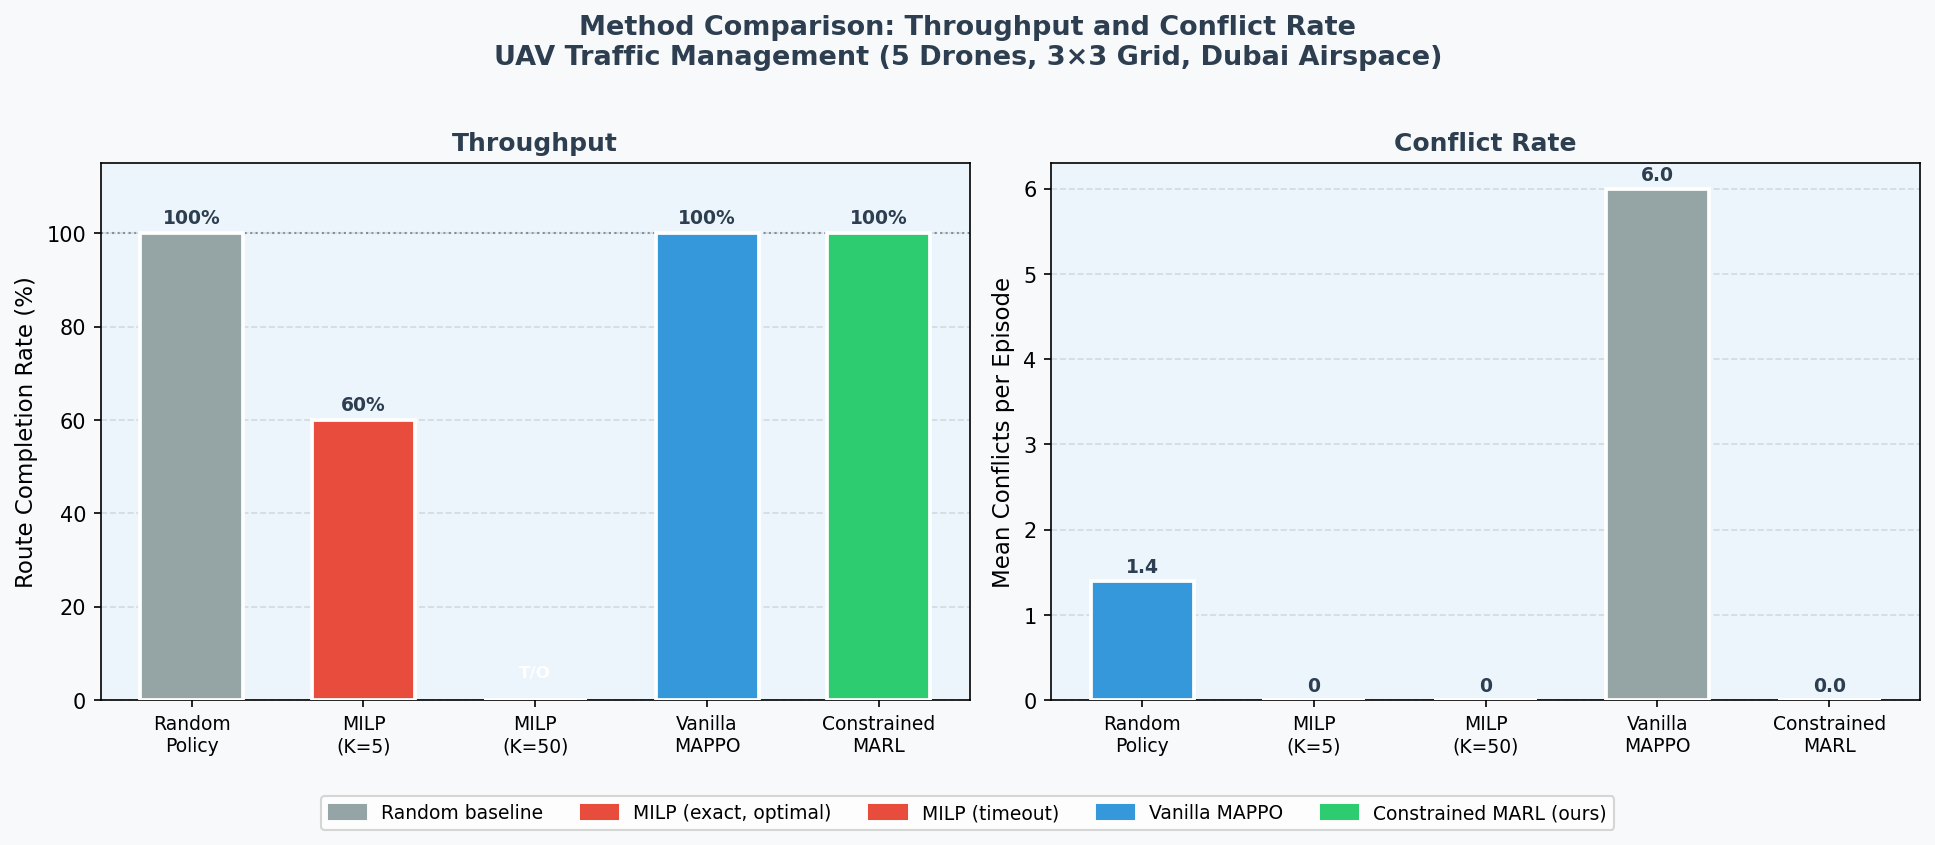 Method Comparison: Throughput and Conflict Rate
UAV Traffic Management (5 Drones, 3×3 Grid, Dubai Airspace)
Throughput
Route Completion Rate (%)
100
80
60
40
20
0
100%
60%
T/O
100%
100%
Random
Policy
MILP
(K=5)
MILP
(K=50)
Vanilla
MAPPO
Constrained
MARL
Conflict Rate
Mean Conflicts per Episode
6
5
4
3
2
1
0
1.4
0
0
6.0
0.0
Random
Policy
MILP
(K=5)
MILP
(K=50)
Vanilla
MAPPO
Constrained
MARL
Random baseline
MILP (exact, optimal)
MILP (timeout)
Vanilla MAPPO
Constrained MARL (ours)